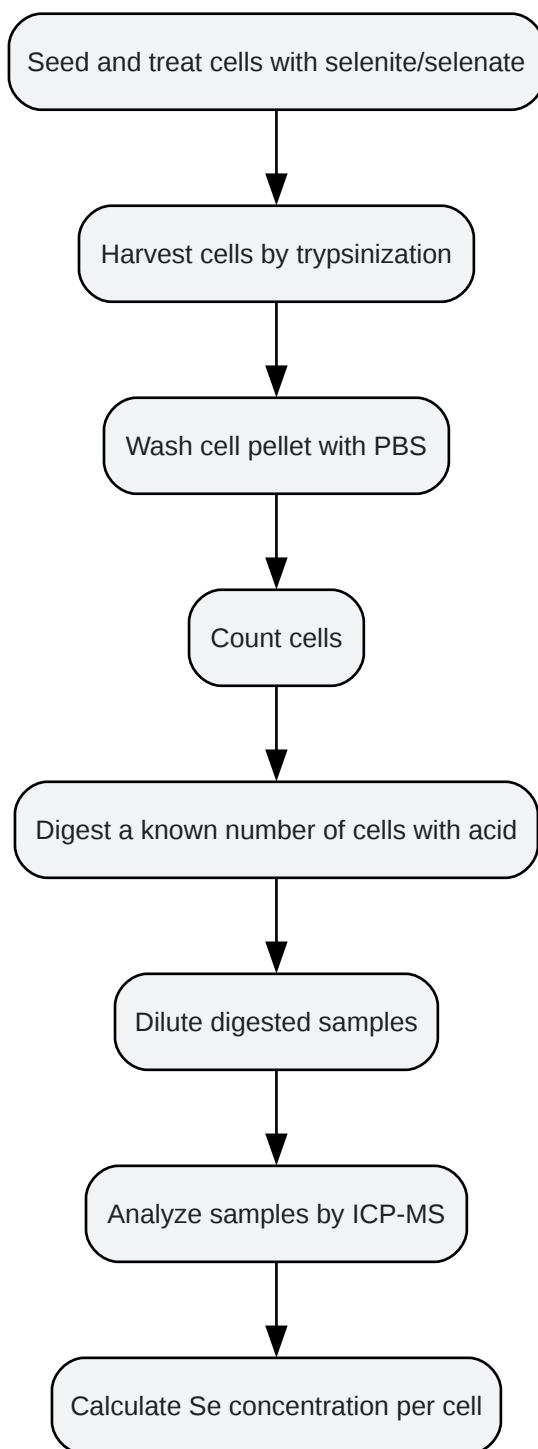 Seed and treat cells with selenite/selenate
Harvest cells by trypsinization
Wash cell pellet with PBS
Count cells
Digest a known number of cells with acid
Dilute digested samples
Analyze samples by ICP-MS
Calculate Se concentration per cell